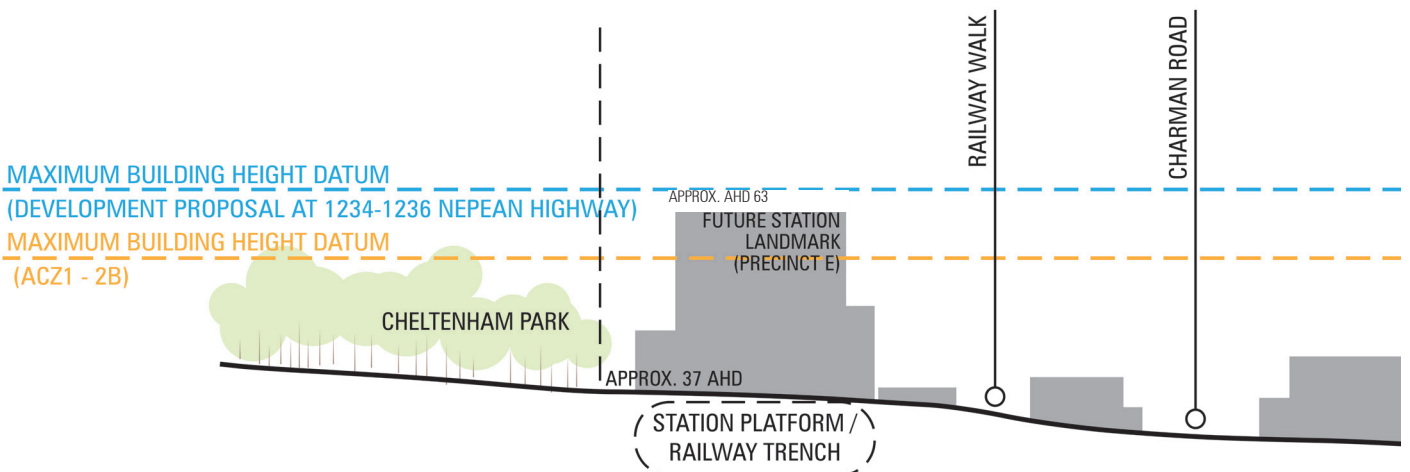 MAXIMUM BUILDING HEIGHT DATUM
(DEVELOPMENT PROPOSAL AT 1234-1236 NEPEAN HIGHWAY)
MAXIMUM BUILDING HEIGHT DATUM
(ACZ1 - 2B)
CHELTENHAM PARK
APPROX. AHD 63
FUTURE STATION
LANDMARK
(PRECINCT E)
APPROX. 37 AHD
STATION PLATFORM /
RAILWAY TRENCH
RAILWAY WALK
CHARMAN ROAD